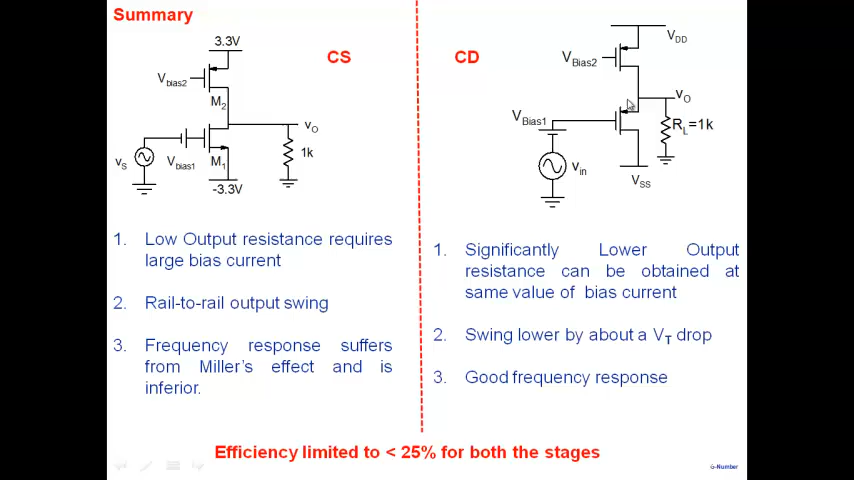 Summary
3.3V
CS
Vbias2
M2
vO
vS
Vbias1
M1
1k
-3.3V
CD
VDD
VBias2
vO
VBias1
RL=1k
vin
VSS
1. Low Output resistance requires
large bias current
2. Rail-to-rail output swing
3. Frequency response suffers
from Miller's effect and is
inferior.
1. Significantly Lower Output
resistance can be obtained at
same value of bias current
2. Swing lower by about a VT drop
3. Good frequency response
Efficiency limited to < 25% for both the stages
G-Number